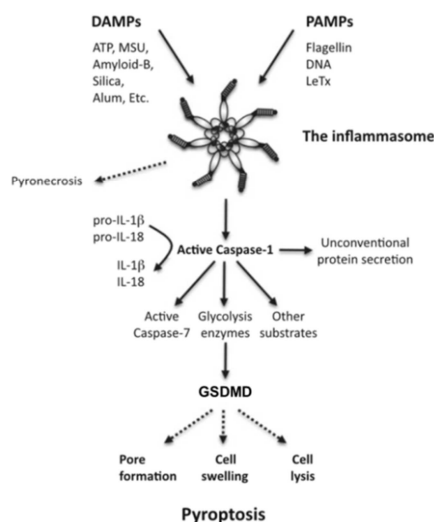 DAMPs
ATP, MSU,
Amyloid-B,
Silica,
Alum, Etc.
PAMPs
Flagellin
DNA
LeTx
The inflammasome
Pyronecrosis
pro-IL-1β
pro-IL-18
IL-1β
IL-18
Active Caspase-1
Unconventional
protein secretion
Active
Caspase-7
Glycolysis
enzymes
Other
substrates
GSDMD
Pore
formation
Cell
swelling
Cell
lysis
Pyroptosis